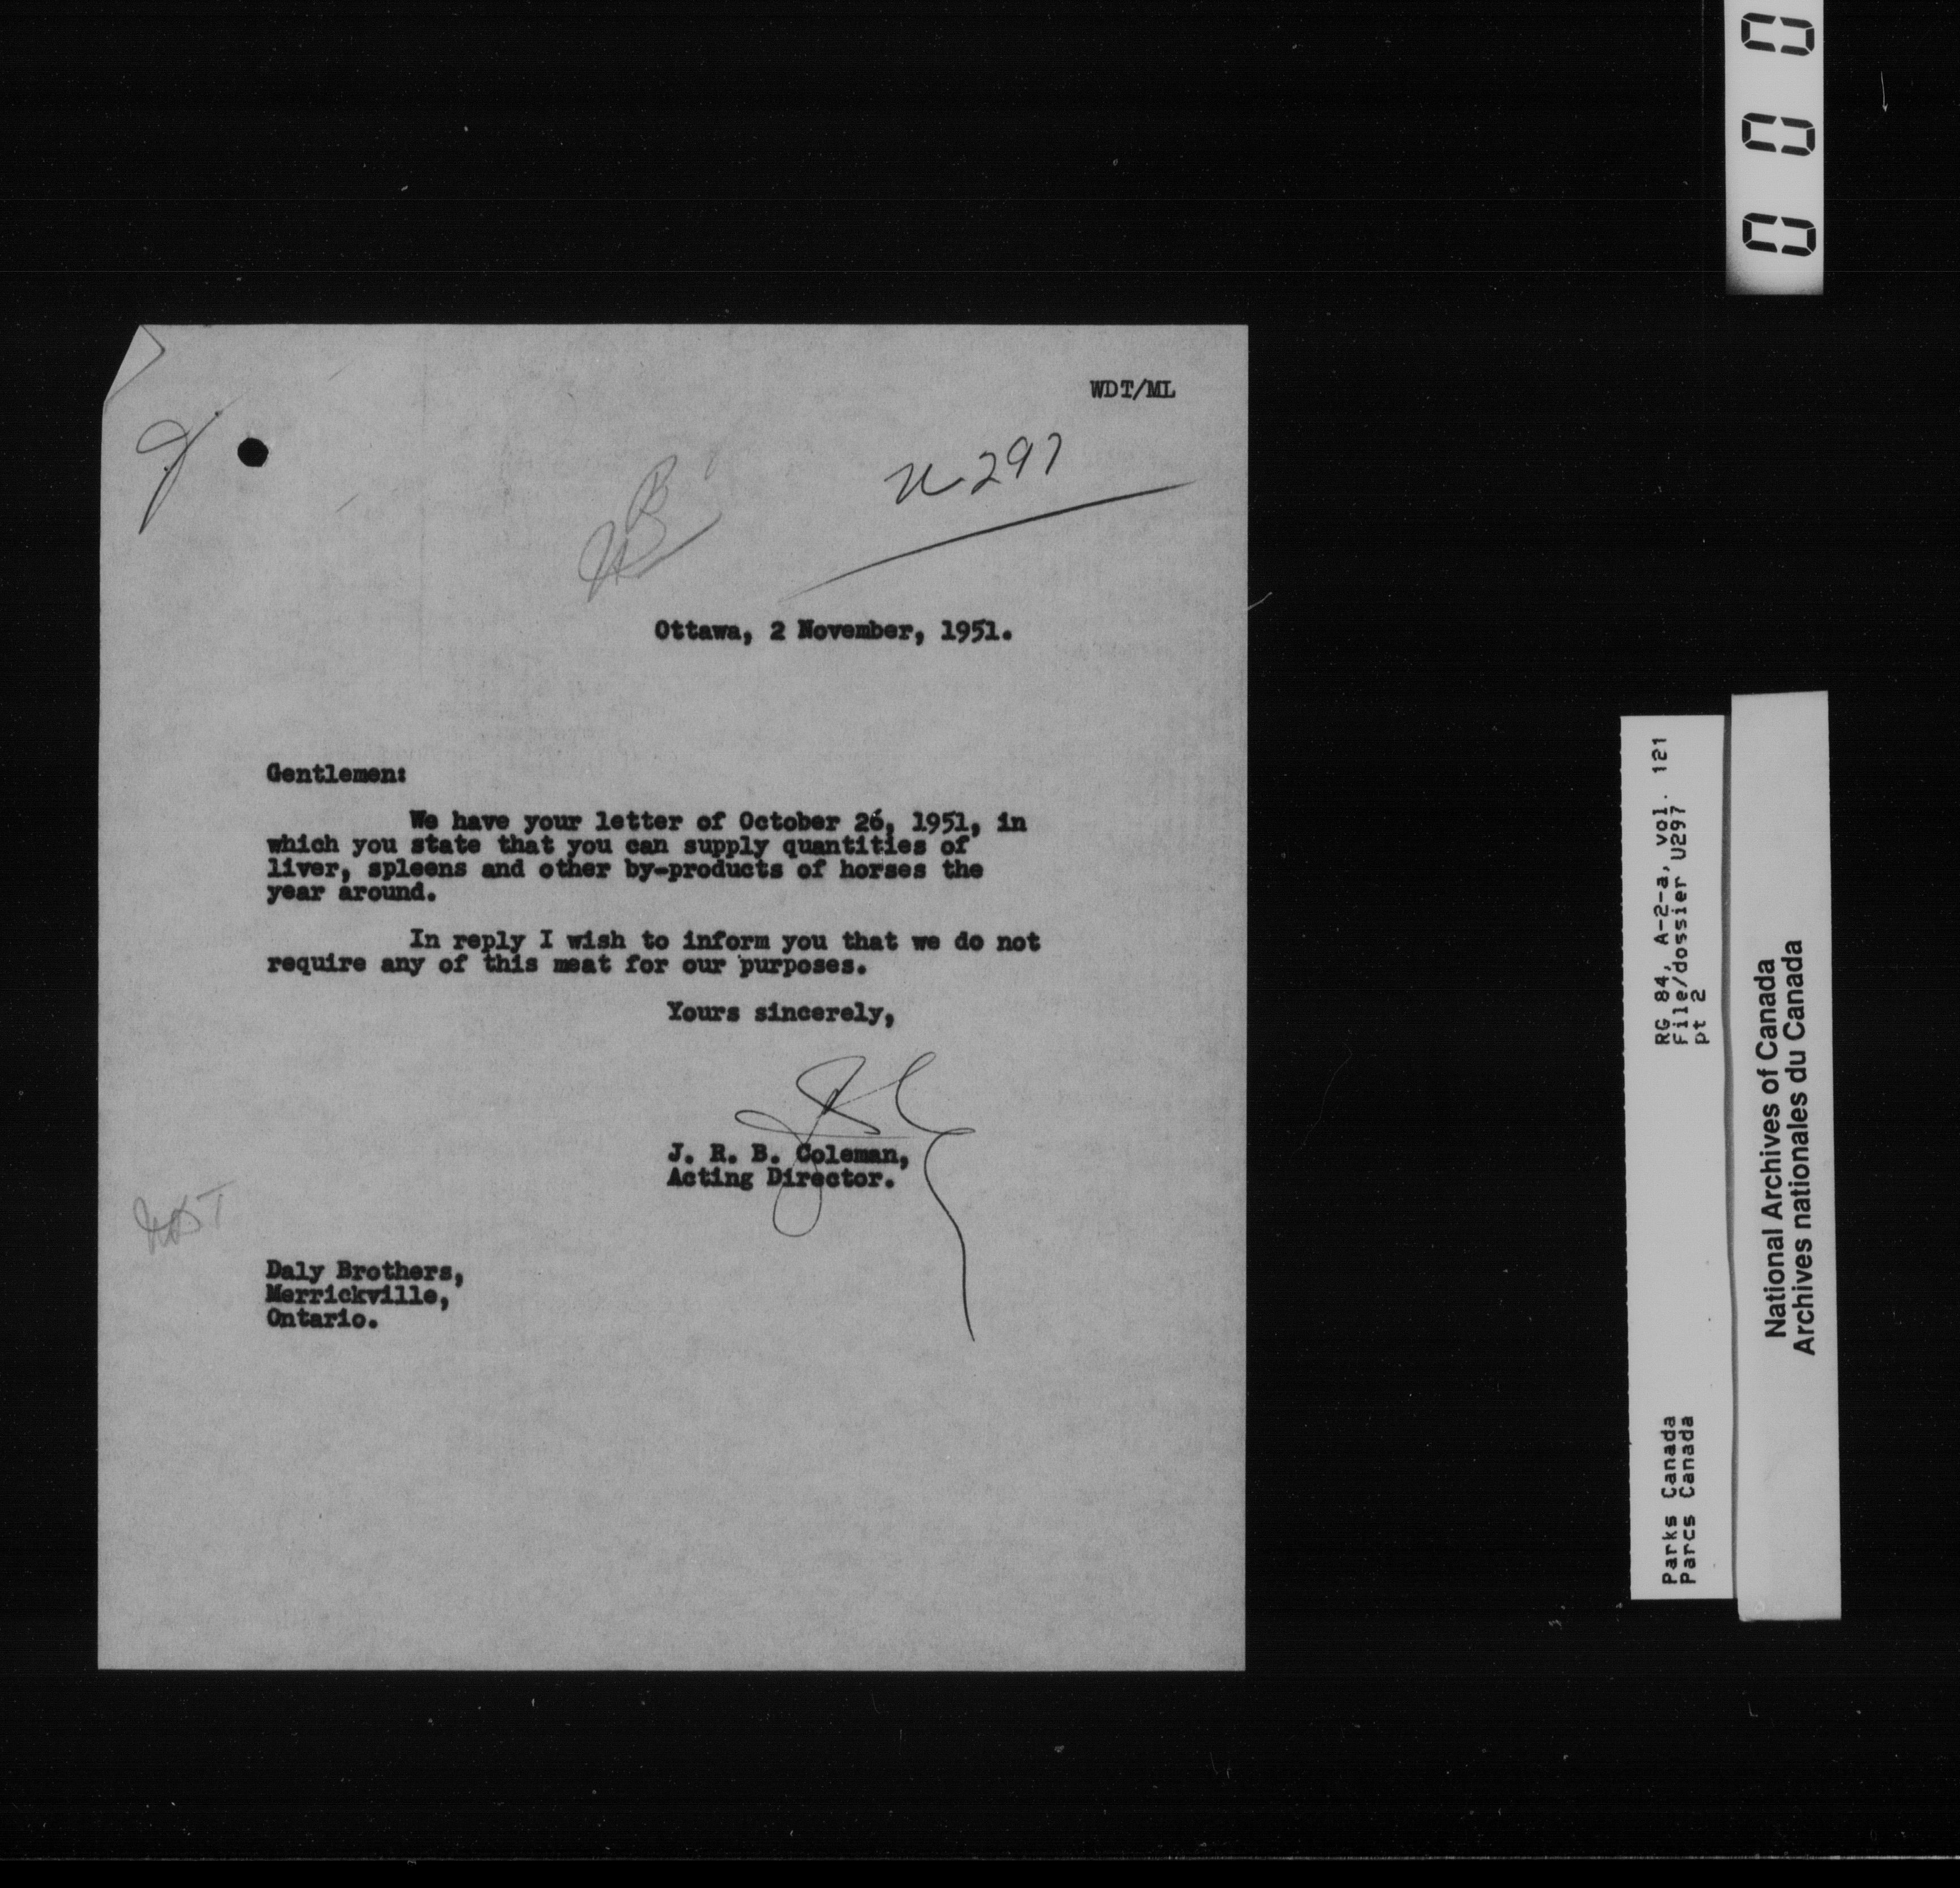 WDT/ML
U297
Ottawa, 2 November, 1951.
Gentlemen:
We have your letter of October 26, 1951, in
which you state that you can supply quantities of
liver, spleens and other by-products of horses the
year around.
In reply I wish to inform you that we do not
require any of this meat for our purposes.
Yours sincerely,
J. R. B. Coleman,
Acting Director.
WDT
Daly Brothers,
Merrickville,
Ontario.
000
RG 84, A-2-a, vol. 121
File/dossier U297
pt 2
Parks Canada
Parcs Canada
National Archives of Canada
Archives nationales du Canada